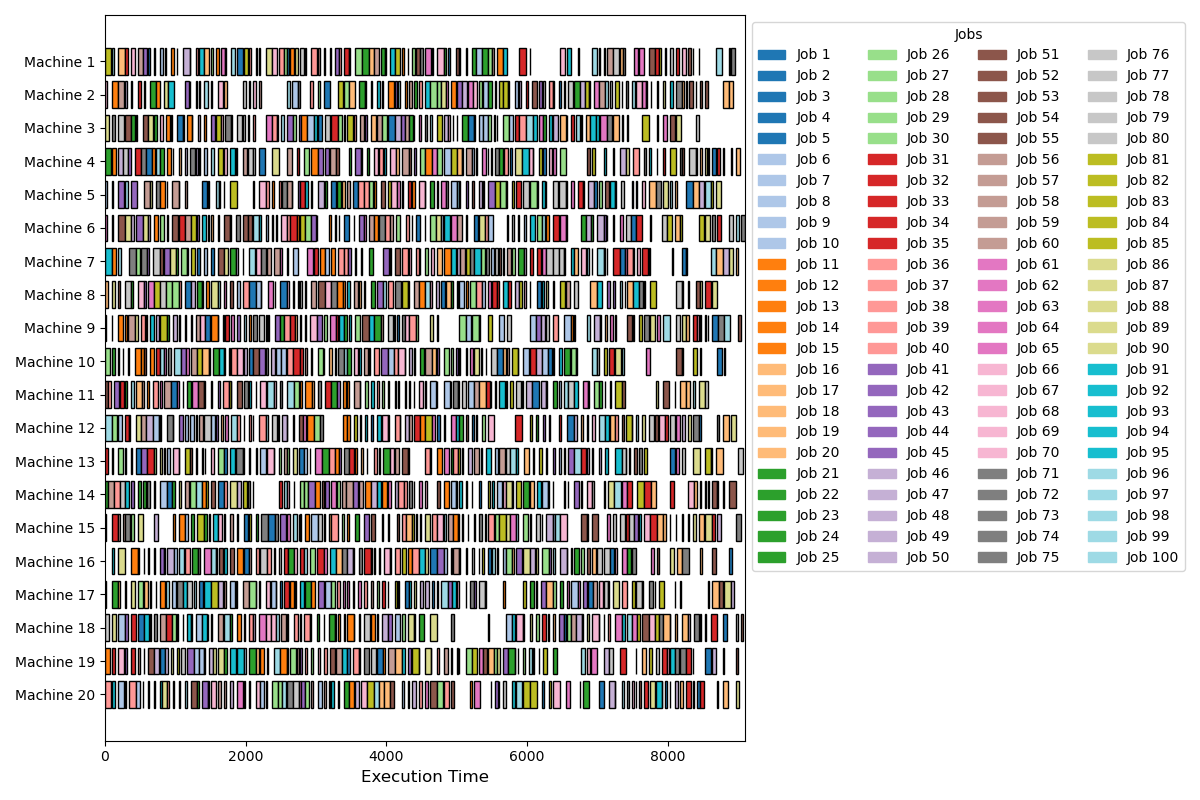 Machine 1
Machine 2
Machine 3
Machine 4
Machine 5
Machine 6
Machine 7
Machine 8
Machine 9
Machine 10
Machine 11
Machine 12
Machine 13
Machine 14
Machine 15
Machine 16
Machine 17
Machine 18
Machine 19
Machine 20
0 2000 4000 6000 8000
Execution Time
Jobs
Job 1 Job 26 Job 51 Job 76
Job 2 Job 27 Job 52 Job 77
Job 3 Job 28 Job 53 Job 78
Job 4 Job 29 Job 54 Job 79
Job 5 Job 30 Job 55 Job 80
Job 6 Job 31 Job 56 Job 81
Job 7 Job 32 Job 57 Job 82
Job 8 Job 33 Job 58 Job 83
Job 9 Job 34 Job 59 Job 84
Job 10 Job 35 Job 60 Job 85
Job 11 Job 36 Job 61 Job 86
Job 12 Job 37 Job 62 Job 87
Job 13 Job 38 Job 63 Job 88
Job 14 Job 39 Job 64 Job 89
Job 15 Job 40 Job 65 Job 90
Job 16 Job 41 Job 66 Job 91
Job 17 Job 42 Job 67 Job 92
Job 18 Job 43 Job 68 Job 93
Job 19 Job 44 Job 69 Job 94
Job 20 Job 45 Job 70 Job 95
Job 21 Job 46 Job 71 Job 96
Job 22 Job 47 Job 72 Job 97
Job 23 Job 48 Job 73 Job 98
Job 24 Job 49 Job 74 Job 99
Job 25 Job 50 Job 75 Job 100